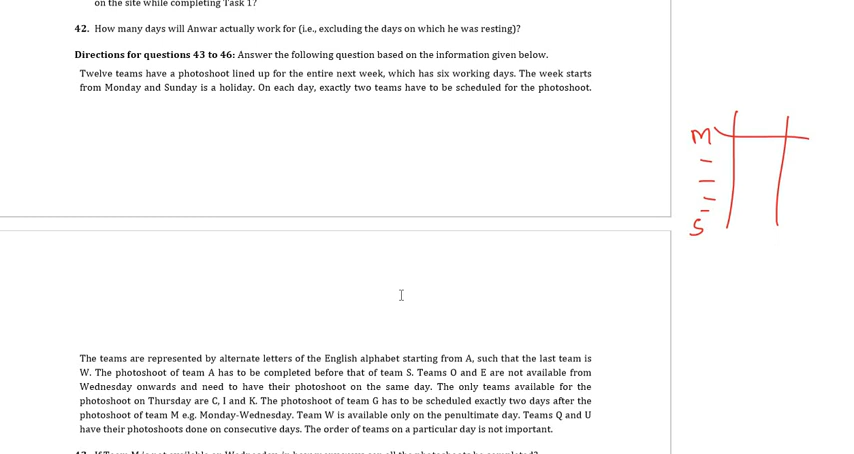 on the site while completing Task 1?
42. How many days will Anwar actually work for (i.e., excluding the days on which he was resting)?
Directions for questions 43 to 46: Answer the following question based on the information given below.
Twelve teams have a photoshoot lined up for the entire next week, which has six working days. The week starts
from Monday and Sunday is a holiday. On each day, exactly two teams have to be scheduled for the photoshoot.
M
S
The teams are represented by alternate letters of the English alphabet starting from A, such that the last team is
W. The photoshoot of team A has to be completed before that of team S. Teams O and E are not available from
Wednesday onwards and need to have their photoshoot on the same day. The only teams available for the
photoshoot on Thursday are C, I and K. The photoshoot of team G has to be scheduled exactly two days after the
photoshoot of team M e.g. Monday-Wednesday. Team W is available only on the penultimate day. Teams Q and U
have their photoshoots done on consecutive days. The order of teams on a particular day is not important.